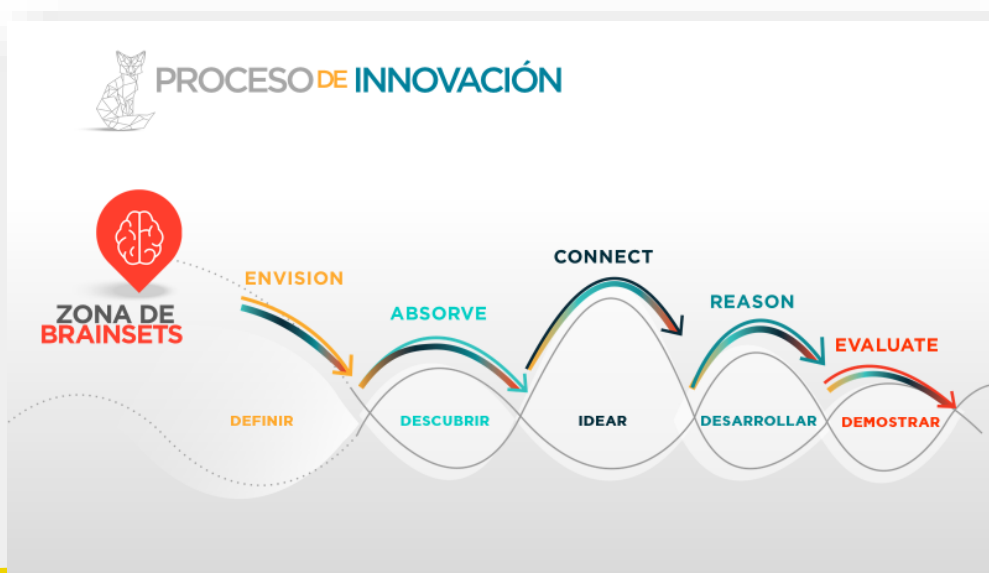 PROCESO DE INNOVACIÓN
ZONA DE
BRAINSETS
ENVISION
ABSORVE
CONNECT
REASON
EVALUATE
DEFINIR
DESCUBRIR
IDEAR
DESARROLLAR
DEMOSTRAR